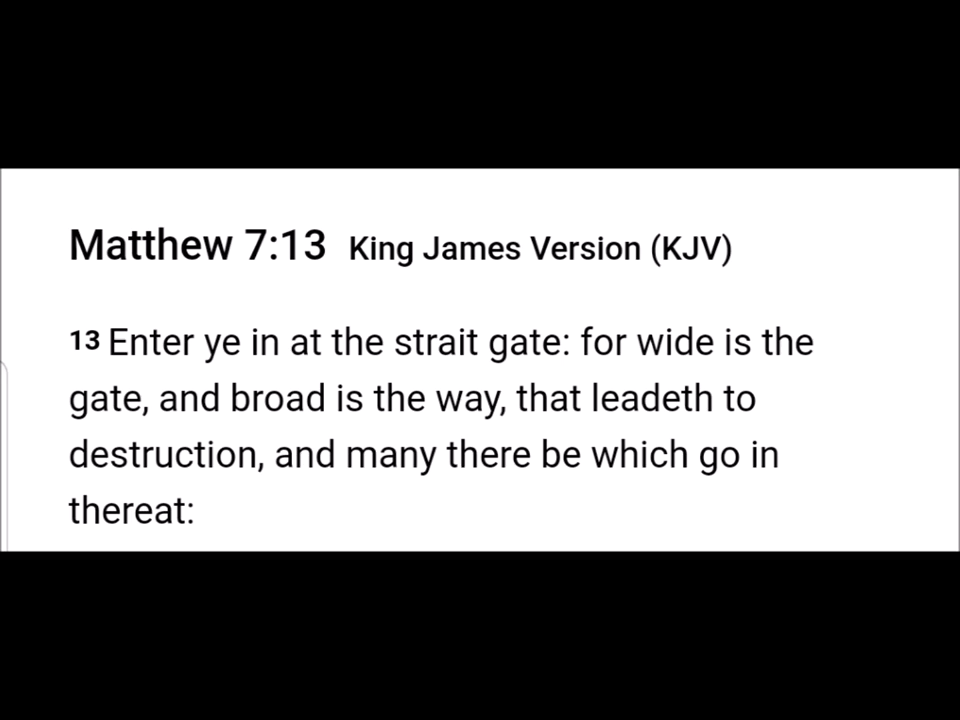 Matthew 7:13 King James Version (KJV)
13 Enter ye in at the strait gate: for wide is the
gate, and broad is the way, that leadeth to
destruction, and many there be which go in
thereat: